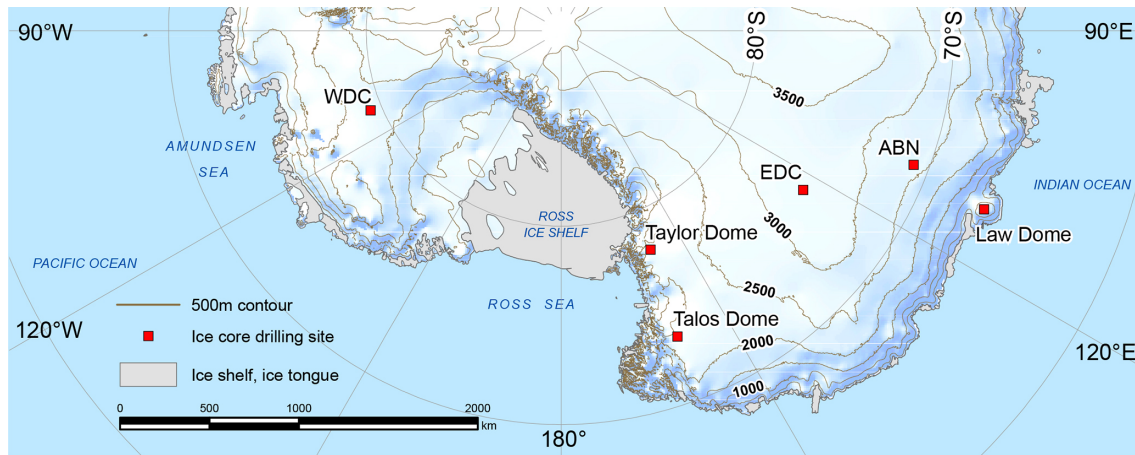 90°W
80°S
70°S
90°E
WDC
3500
AMUNDSEN
SEA
ABN
EDC
INDIAN OCEAN
ROSS
ICE SHELF
3000
Taylor Dome
Law Dome
PACIFIC OCEAN
2500
ROSS SEA
500m contour
Talos Dome
120°W
Ice core drilling site
2000
120°E
Ice shelf, ice tongue
1000
0 500 1000 2000
km
180°